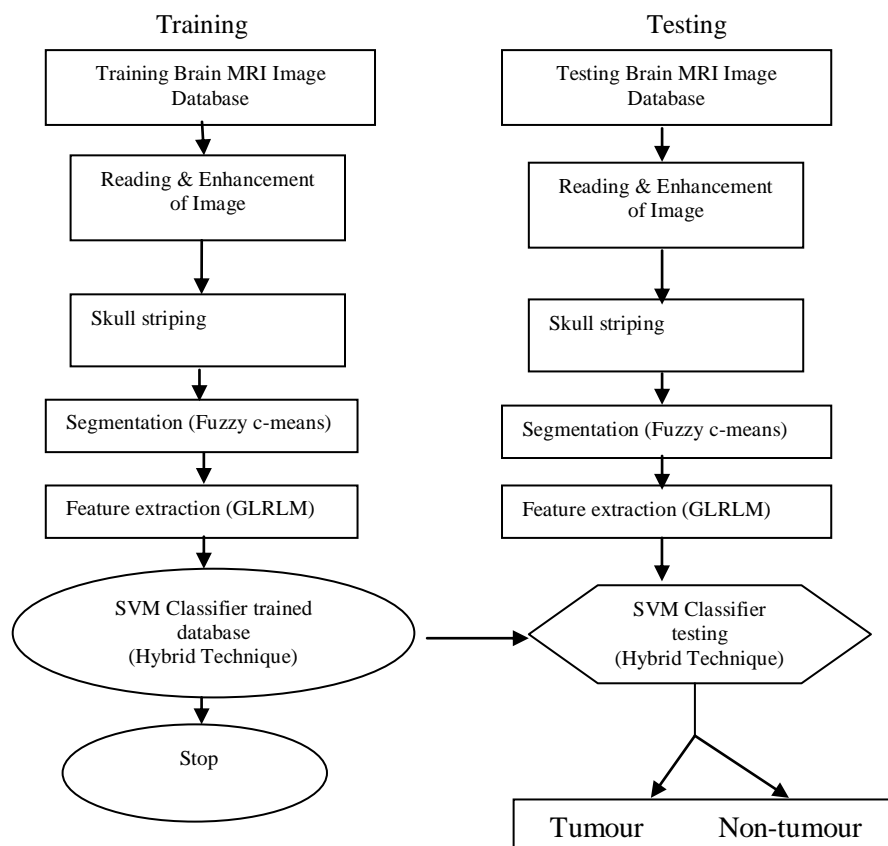 Training
Training Brain MRI Image
Database
Reading & Enhancement
of Image
Skull striping
Segmentation (Fuzzy c-means)
Feature extraction (GLRLM)
SVM Classifier trained
database
(Hybrid Technique)
Stop
Testing
Testing Brain MRI Image
Database
Reading & Enhancement
of Image
Skull striping
Segmentation (Fuzzy c-means)
Feature extraction (GLRLM)
SVM Classifier
testing
(Hybrid Technique)
Tumour Non-tumour